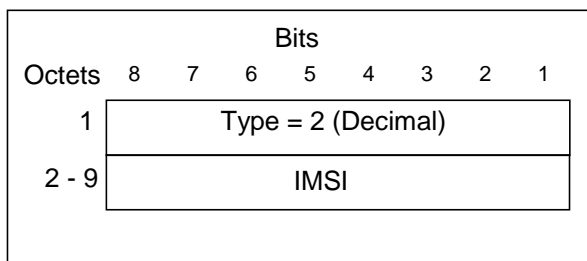 Bits
Octets 8 7 6 5 4 3 2 1
1 Type = 2 (Decimal)
2 - 9 IMSI